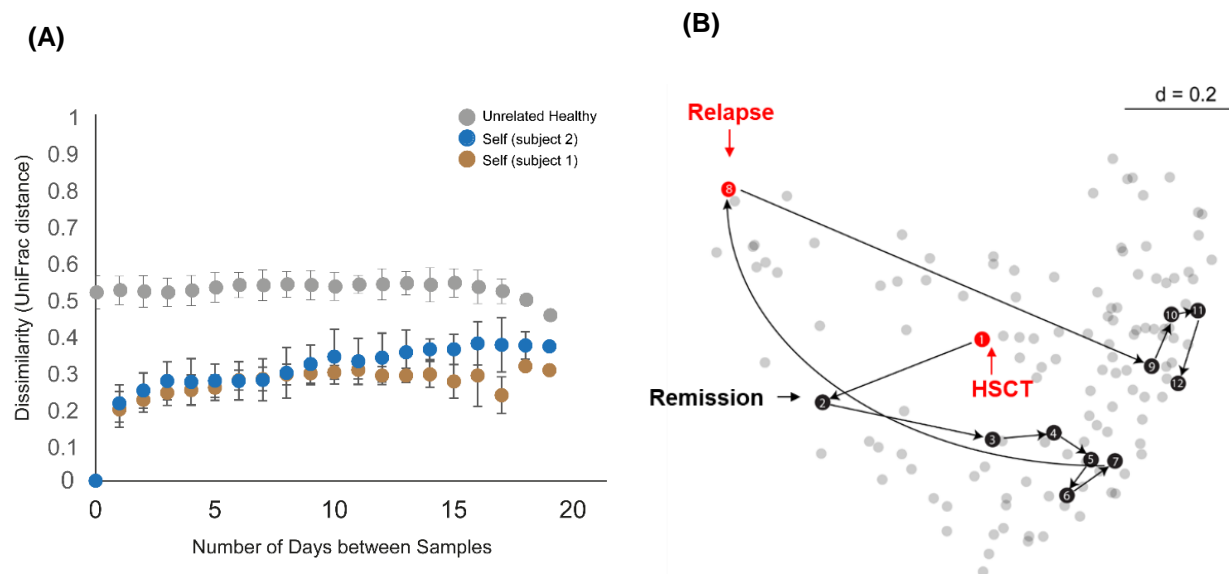 (A)
Dissimilarity (UniFrac distance)
1
0.9
0.8
0.7
0.6
0.5
0.4
0.3
0.2
0.1
0
0 5 10 15 20
Number of Days between Samples
Unrelated Healthy
Self (subject 2)
Self (subject 1)
(B)
d = 0.2
Relapse
8
1
HSCT
Remission
2
3
4
5
6
7
9
10
11
12